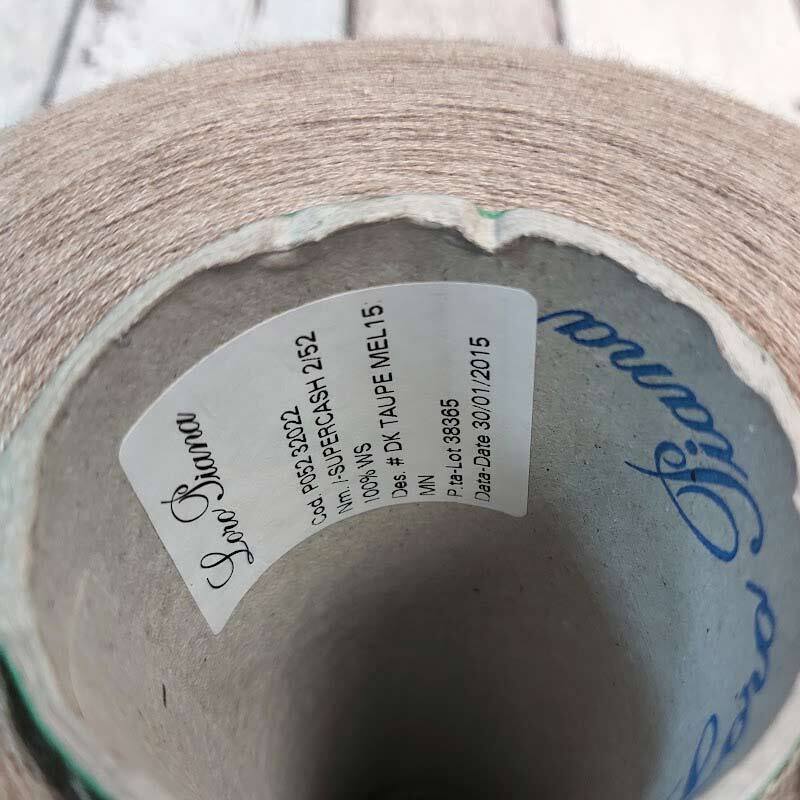 Loro Piana
Cod. P052 32022
Nm. /-SUPERCASH 2/52
100% WS
Des. # DK TAUPE MEL15
MN
P.ta-Lot 38365
Data-Date 30/01/2015
Loro Piana